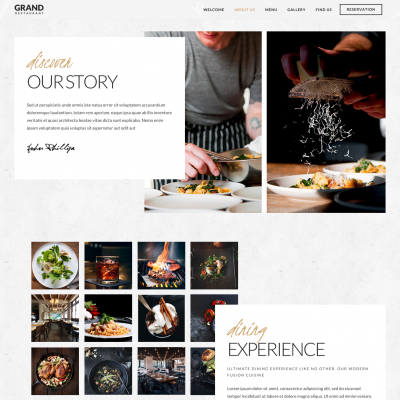 GRAND
RESTAURANT
WELCOME ABOUT US MENU GALLERY FIND US RESERVATION
discover
OUR STORY
Sed ut perspiciatis unde omnis iste natus error sit voluptatem accusantium
doloremque laudantium, totam rem aperiam, eaque ipsa quae ab illo inventore
veritatis et quasi architecto beatae vitae dicta sunt explicabo. Nemo enim
ipsam voluptatem quia voluptas sit aspernatur aut odit aut
John Phillips
dining
EXPERIENCE
ULTIMATE DINING EXPERIENCE LIKE NO OTHER. OUR MODERN
FUSION CUISINE
Lorem ipsum dolor sit amet, consectetur adipisicing elit, sed do eiusmod tempor
incididunt ut labore et dolore magna aliqua. Ut enim ad minim veniam,